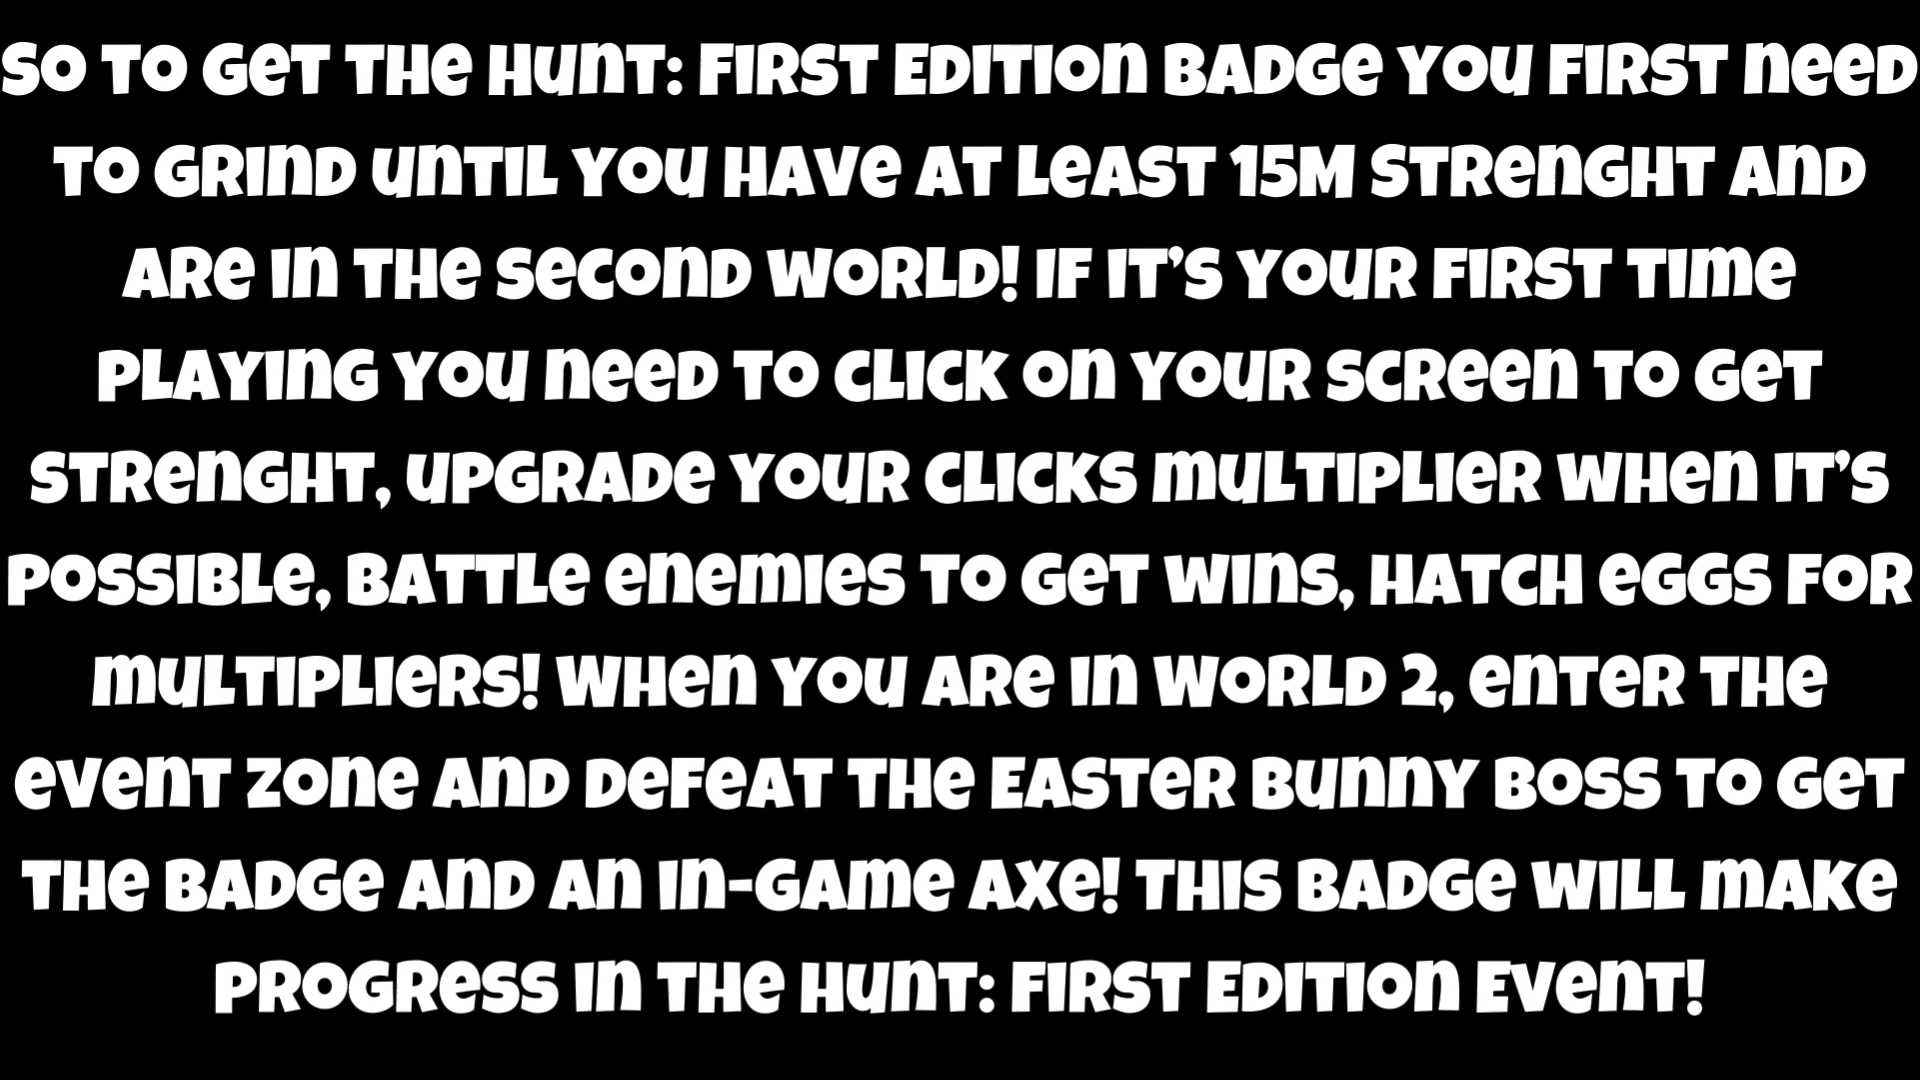 So to get the Hunt: First Edition Badge you first need
to grind until you have at least 15M strenght and
are in the second world! If it's your first time
playing you need to click on your screen to get
strenght, upgrade your clicks multiplier when it's
possible, battle enemies to get wins, hatch eggs for
multipliers! When you are in World 2, enter the
event zone and defeat the Easter Bunny Boss to get
the badge and an in-game axe! This badge will make
progress in The Hunt: First Edition Event!